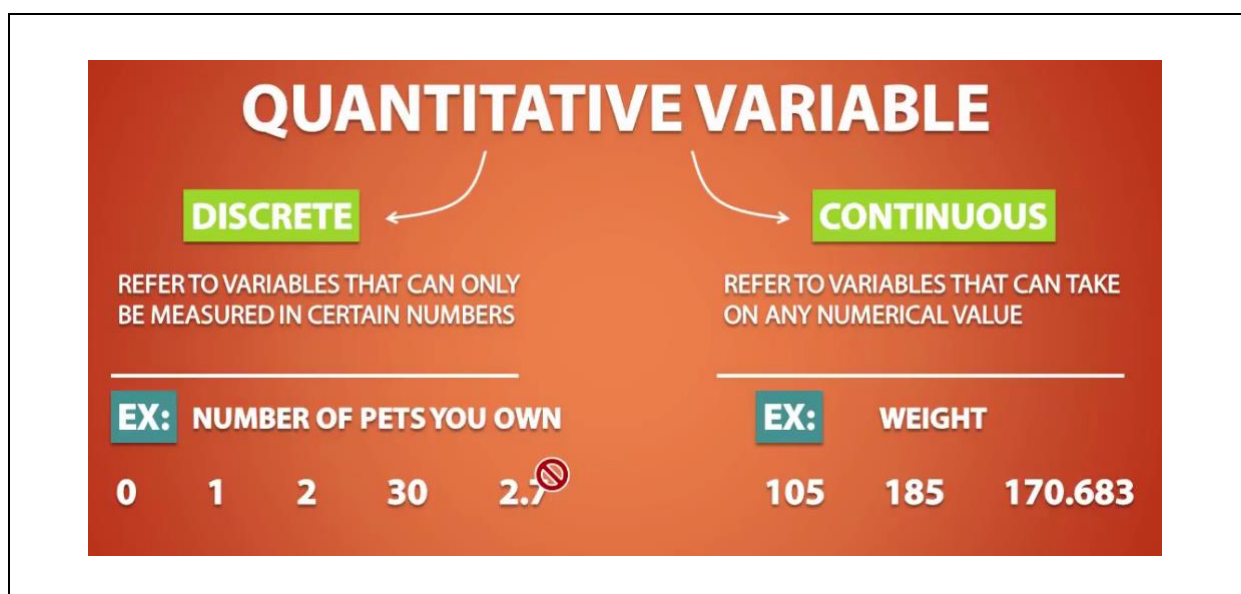 QUANTITATIVE VARIABLE
DISCRETE
REFER TO VARIABLES THAT CAN ONLY
BE MEASURED IN CERTAIN NUMBERS
EX: NUMBER OF PETS YOU OWN
0 1 2 30 2.7
CONTINUOUS
REFER TO VARIABLES THAT CAN TAKE
ON ANY NUMERICAL VALUE
EX: WEIGHT
105 185 170.683